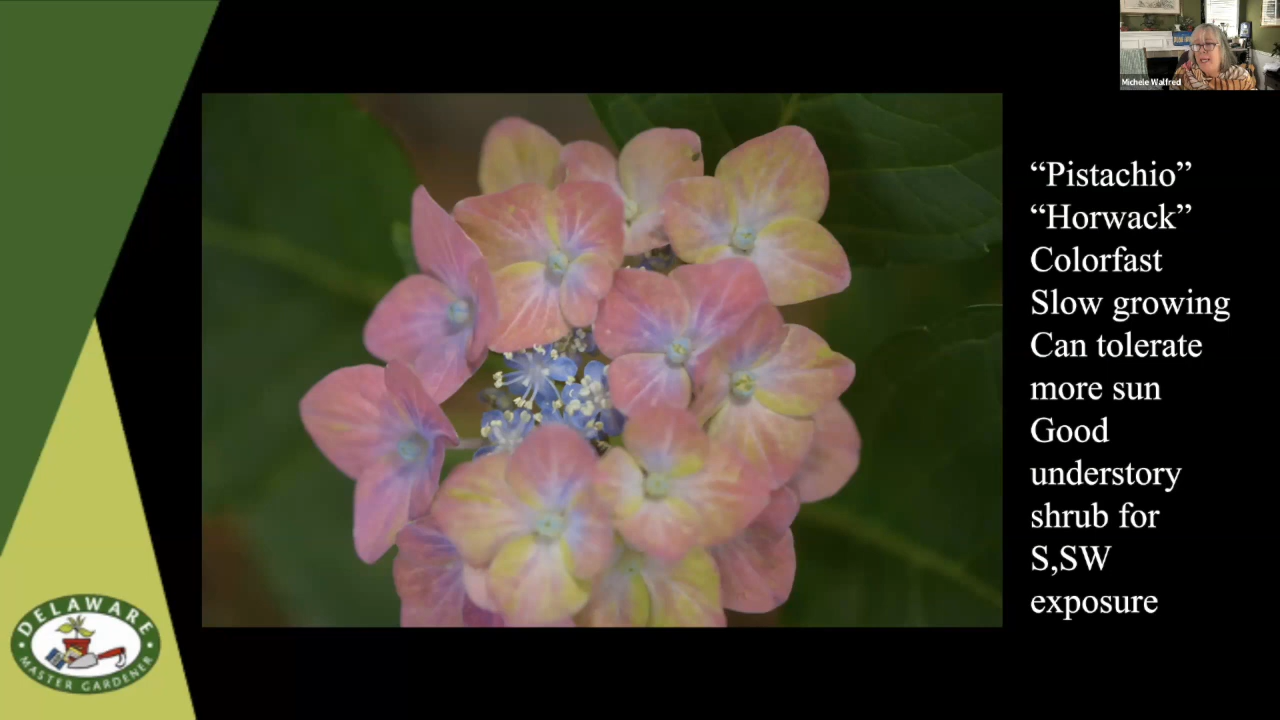 Michele Walfred
“Pistachio”
“Horwack”
Colorfast
Slow growing
Can tolerate
more sun
Good
understory
shrub for
S,SW
exposure
DELAWARE
MASTER GARDENER